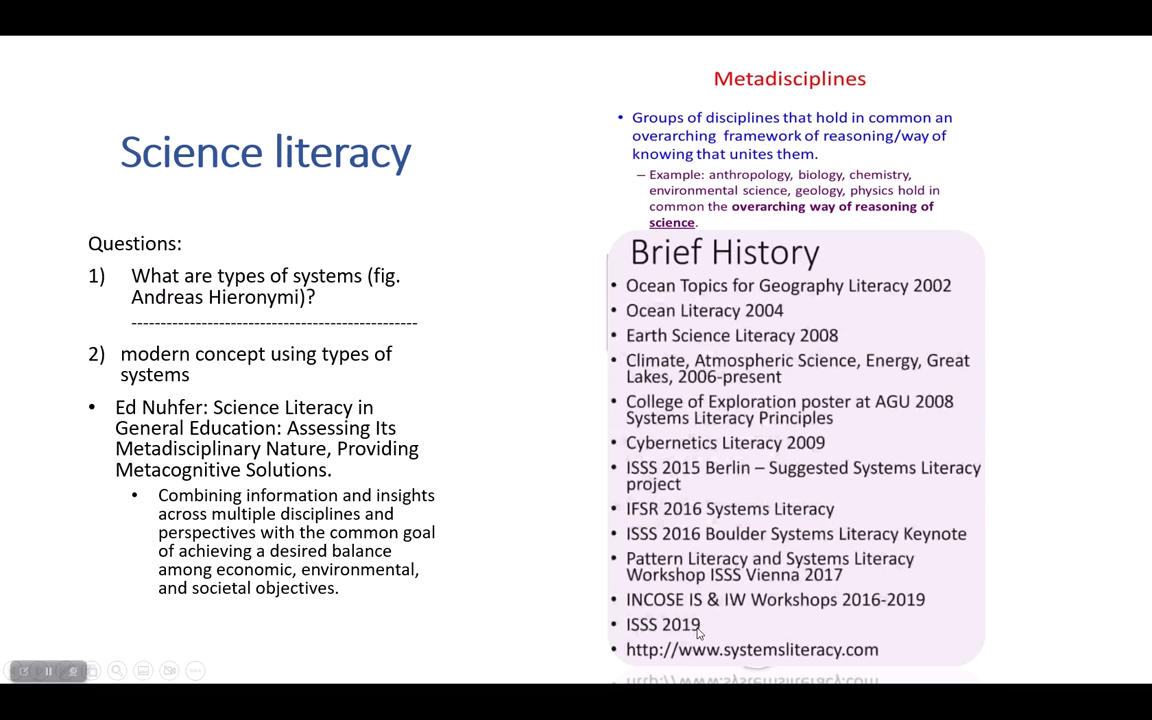 Science literacy
Questions:
1) What are types of systems (fig.
Andreas Hieronymi)?
------------------------------------------------
2) modern concept using types of
systems
• Ed Nuhfer: Science Literacy in
General Education: Assessing Its
Metadisciplinary Nature, Providing
Metacognitive Solutions.
• Combining information and insights
across multiple disciplines and
perspectives with the common goal
of achieving a desired balance
among economic, environmental,
and societal objectives.
Metadisciplines
• Groups of disciplines that hold in common an
overarching framework of reasoning/way of
knowing that unites them.
– Example: anthropology, biology, chemistry,
environmental science, geology, physics hold in
common the overarching way of reasoning of
science.
Brief History
• Ocean Topics for Geography Literacy 2002
• Ocean Literacy 2004
• Earth Science Literacy 2008
• Climate, Atmospheric Science, Energy, Great
Lakes, 2006-present
• College of Exploration poster at AGU 2008
Systems Literacy Principles
• Cybernetics Literacy 2009
• ISSS 2015 Berlin – Suggested Systems Literacy
project
• IFSR 2016 Systems Literacy
• ISSS 2016 Boulder Systems Literacy Keynote
• Pattern Literacy and Systems Literacy
Workshop ISSS Vienna 2017
• INCOSE IS & IW Workshops 2016-2019
• ISSS 2019
• http://www.systemsliteracy.com